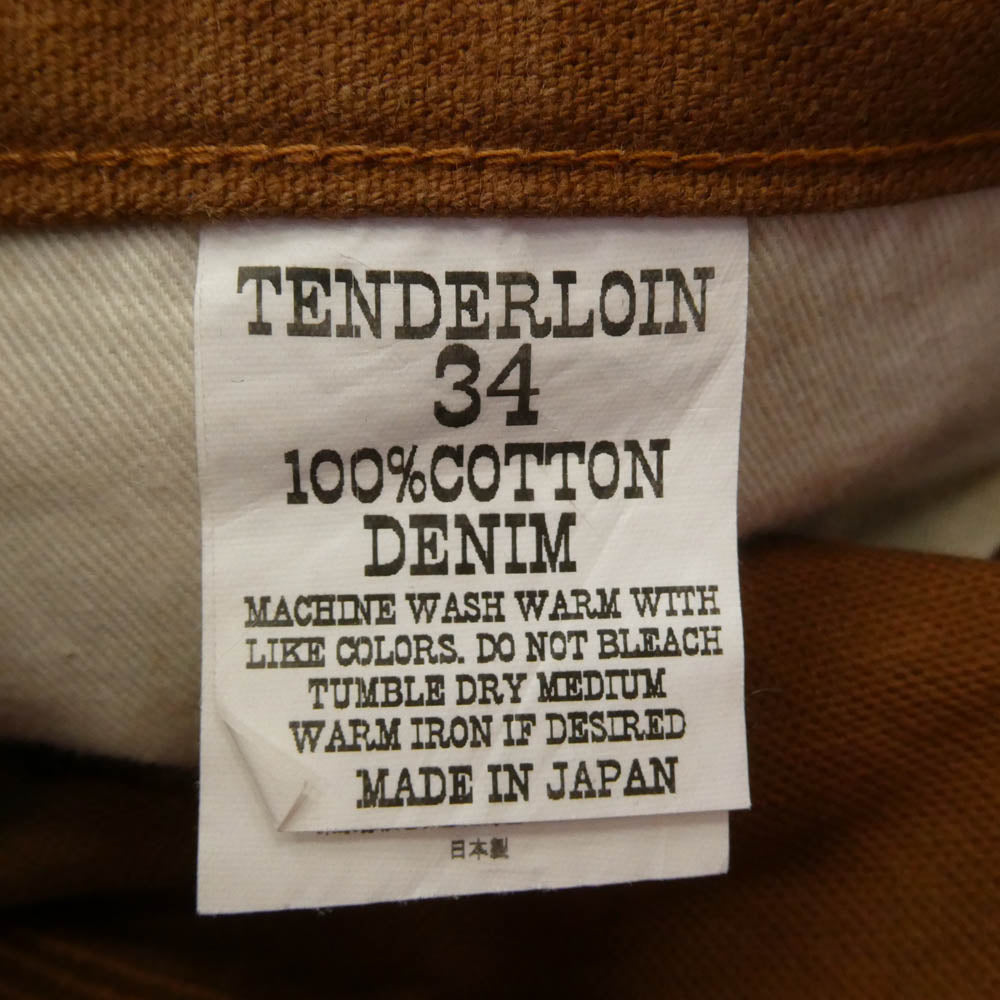 TENDERLOIN
34
100%COTTON
DENIM
MACHINE WASH WARM WITH
LIKE COLORS. DO NOT BLEACH
TUMBLE DRY MEDIUM
WARM IRON IF DESIRED
MADE IN JAPAN
日本製